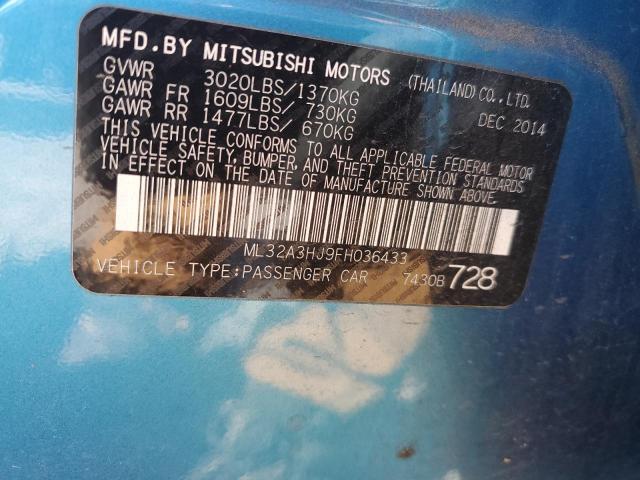 MFD.BY MITSUBISHI MOTORS (THAILAND) CO.,LTD.
GVWR 3020LBS/1370KG
GAWR FR 1609LBS/ 730KG DEC 2014
GAWR RR 1477LBS/ 670KG
THIS VEHICLE CONFORMS TO ALL APPLICABLE FEDERAL MOTOR
VEHICLE SAFETY, BUMPER, AND THEFT PREVENTION STANDARDS
IN EFFECT ON THE DATE OF MANUFACTURE SHOWN ABOVE.
ML32A3HJ9FH036433
VEHICLE TYPE:PASSENGER CAR 7430B 728